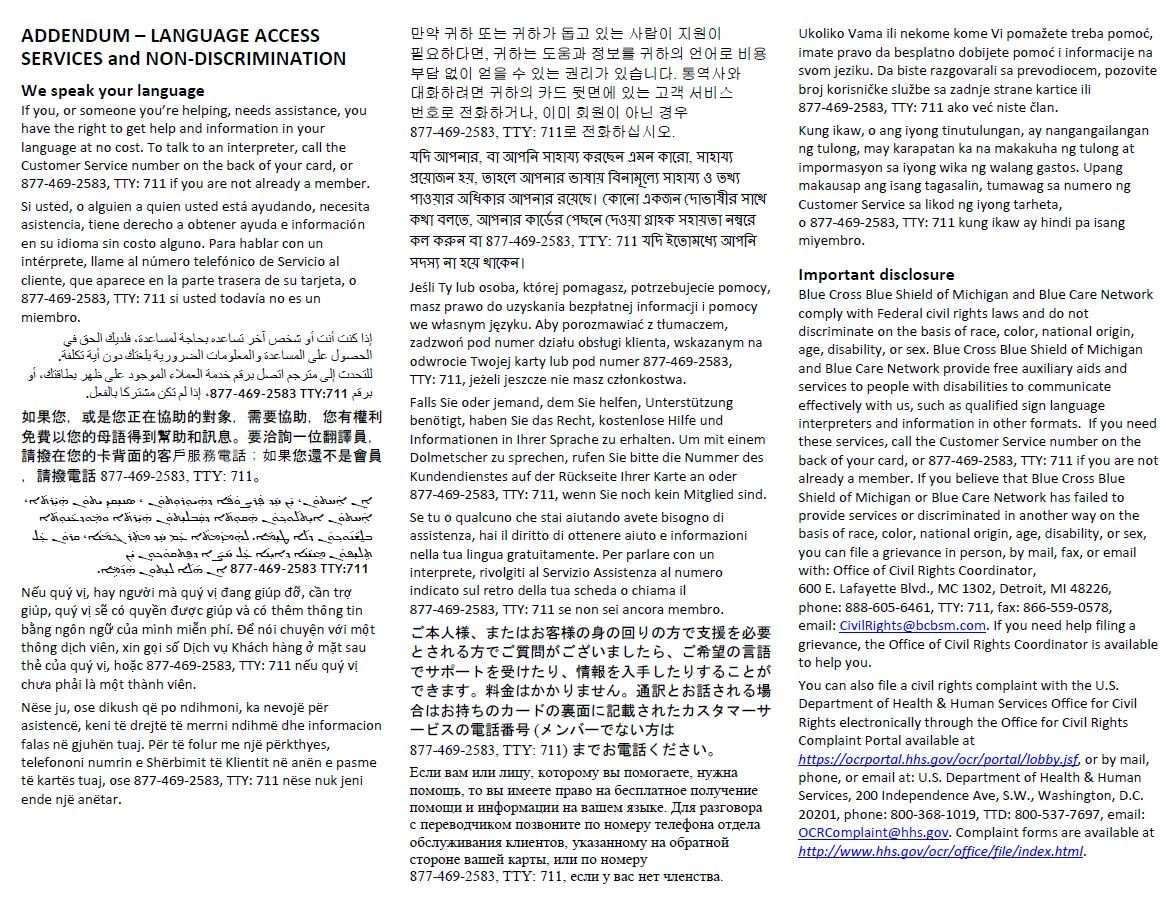 ADDENDUM – LANGUAGE ACCESS
SERVICES and NON-DISCRIMINATION
We speak your language
If you, or someone you’re helping, needs assistance, you
have the right to get help and information in your
language at no cost. To talk to an interpreter, call the
Customer Service number on the back of your card, or
877-469-2583, TTY: 711 if you are not already a member.
Si usted, o alguien a quien usted está ayudando, necesita
asistencia, tiene derecho a obtener ayuda e información
en su idioma sin costo alguno. Para hablar con un
intérprete, llame al número telefónico de Servicio al
cliente, que aparece en la parte trasera de su tarjeta, o
877-469-2583, TTY: 711 si usted todavía no es un
miembro.
إذا كنت أنت أو شخص آخر تساعده بحاجة لمساعدة، فلديك الحق في
الحصول على المساعدة والمعلومات الضرورية بلغتك دون أية تكلفة.
للتحدث إلى مترجم اتصل برقم خدمة العملاء الموجود على ظهر بطاقتك، أو
برقم 877-469-2583 TTY:711، إذا لم تكن مشتركا بالفعل.
如果您，或是您正在協助的對象，需要協助，您有權利
免費以您的母語得到幫助和訊息。要洽詢一位翻譯員，
請撥在您的卡背面的客戶服務電話；如果您還不是會員
，請撥電話 877-469-2583, TTY: 711。
877-469-2583 TTY:711
Nếu quý vị, hay người mà quý vị đang giúp đỡ, cần trợ
giúp, quý vị sẽ có quyền được giúp và có thêm thông tin
bằng ngôn ngữ của mình miễn phí. Để nói chuyện với một
thông dịch viên, xin gọi số Dịch vụ Khách hàng ở mặt sau
thẻ của quý vị, hoặc 877-469-2583, TTY: 711 nếu quý vị
chưa phải là một thành viên.
Nëse ju, ose dikush që po ndihmoni, ka nevojë për
asistencë, keni të drejtë të merrni ndihmë dhe informacion
falas në gjuhën tuaj. Për të folur me një përkthyes,
telefononi numrin e Shërbimit të Klientit në anën e pasme
të kartës tuaj, ose 877-469-2583, TTY: 711 nëse nuk jeni
ende një anëtar.
만약 귀하 또는 귀하가 돕고 있는 사람이 지원이
필요하다면, 귀하는 도움과 정보를 귀하의 언어로 비용
부담 없이 얻을 수 있는 권리가 있습니다. 통역사와
대화하려면 귀하의 카드 뒷면에 있는 고객 서비스
번호로 전화하거나, 이미 회원이 아닌 경우
877-469-2583, TTY: 711로 전화하십시오.
যদি আপনার, বা আপনি সাহায্য করছেন এমন কারো, সাহায্য
প্রয়োজন হয়, তাহলে আপনার ভাষায় বিনামূল্যে সাহায্য ও তথ্য
পাওয়ার অধিকার আপনার রয়েছে। কোনো একজন দোভাষীর সাথে
কথা বলতে, আপনার কার্ডের পেছনে দেওয়া গ্রাহক সহায়তা নম্বরে
কল করুন বা 877-469-2583, TTY: 711 যদি ইতোমধ্যে আপনি
সদস্য না হয়ে থাকেন।
Jeśli Ty lub osoba, której pomagasz, potrzebujecie pomocy,
masz prawo do uzyskania bezpłatnej informacji i pomocy
we własnym języku. Aby porozmawiać z tłumaczem,
zadzwoń pod numer działu obsługi klienta, wskazanym na
odwrocie Twojej karty lub pod numer 877-469-2583,
TTY: 711, jeżeli jeszcze nie masz członkostwa.
Falls Sie oder jemand, dem Sie helfen, Unterstützung
benötigt, haben Sie das Recht, kostenlose Hilfe und
Informationen in Ihrer Sprache zu erhalten. Um mit einem
Dolmetscher zu sprechen, rufen Sie bitte die Nummer des
Kundendienstes auf der Rückseite Ihrer Karte an oder
877-469-2583, TTY: 711, wenn Sie noch kein Mitglied sind.
Se tu o qualcuno che stai aiutando avete bisogno di
assistenza, hai il diritto di ottenere aiuto e informazioni
nella tua lingua gratuitamente. Per parlare con un
interprete, rivolgiti al Servizio Assistenza al numero
indicato sul retro della tua scheda o chiama il
877-469-2583, TTY: 711 se non sei ancora membro.
ご本人様、またはお客様の身の回りの方で支援を必要
とされる方でご質問がございましたら、ご希望の言語
でサポートを受けたり、情報を入手したりすることが
できます。料金はかかりません。通訳とお話される場
合はお持ちのカードの裏面に記載されたカスタマーサ
ービスの電話番号 (メンバーでない方は
877-469-2583, TTY: 711) までお電話ください。
Если вам или лицу, которому вы помогаете, нужна
помощь, то вы имеете право на бесплатное получение
помощи и информации на вашем языке. Для разговора
с переводчиком позвоните по номеру телефона отдела
обслуживания клиентов, указанному на обратной
стороне вашей карты, или по номеру
877-469-2583, TTY: 711, если у вас нет членства.
Ukoliko Vama ili nekome kome Vi pomažete treba pomoć,
imate pravo da besplatno dobijete pomoć i informacije na
svom jeziku. Da biste razgovarali sa prevodiocem, pozovite
broj korisničke službe sa zadnje strane kartice ili
877-469-2583, TTY: 711 ako već niste član.
Kung ikaw, o ang iyong tinutulungan, ay nangangailangan
ng tulong, may karapatan ka na makakuha ng tulong at
impormasyon sa iyong wika ng walang gastos. Upang
makausap ang isang tagasalin, tumawag sa numero ng
Customer Service sa likod ng iyong tarheta,
o 877-469-2583, TTY: 711 kung ikaw ay hindi pa isang
miyembro.
Important disclosure
Blue Cross Blue Shield of Michigan and Blue Care Network
comply with Federal civil rights laws and do not
discriminate on the basis of race, color, national origin,
age, disability, or sex. Blue Cross Blue Shield of Michigan
and Blue Care Network provide free auxiliary aids and
services to people with disabilities to communicate
effectively with us, such as qualified sign language
interpreters and information in other formats.  If you need
these services, call the Customer Service number on the
back of your card, or 877-469-2583, TTY: 711 if you are not
already a member. If you believe that Blue Cross Blue
Shield of Michigan or Blue Care Network has failed to
provide services or discriminated in another way on the
basis of race, color, national origin, age, disability, or sex,
you can file a grievance in person, by mail, fax, or email
with: Office of Civil Rights Coordinator,
600 E. Lafayette Blvd., MC 1302, Detroit, MI 48226,
phone: 888-605-6461, TTY: 711, fax: 866-559-0578,
email: CivilRights@bcbsm.com. If you need help filing a
grievance, the Office of Civil Rights Coordinator is available
to help you.
You can also file a civil rights complaint with the U.S.
Department of Health & Human Services Office for Civil
Rights electronically through the Office for Civil Rights
Complaint Portal available at
https://ocrportal.hhs.gov/ocr/portal/lobby.jsf, or by mail,
phone, or email at: U.S. Department of Health & Human
Services, 200 Independence Ave, S.W., Washington, D.C.
20201, phone: 800-368-1019, TTD: 800-537-7697, email:
OCRComplaint@hhs.gov. Complaint forms are available at
http://www.hhs.gov/ocr/office/file/index.html.